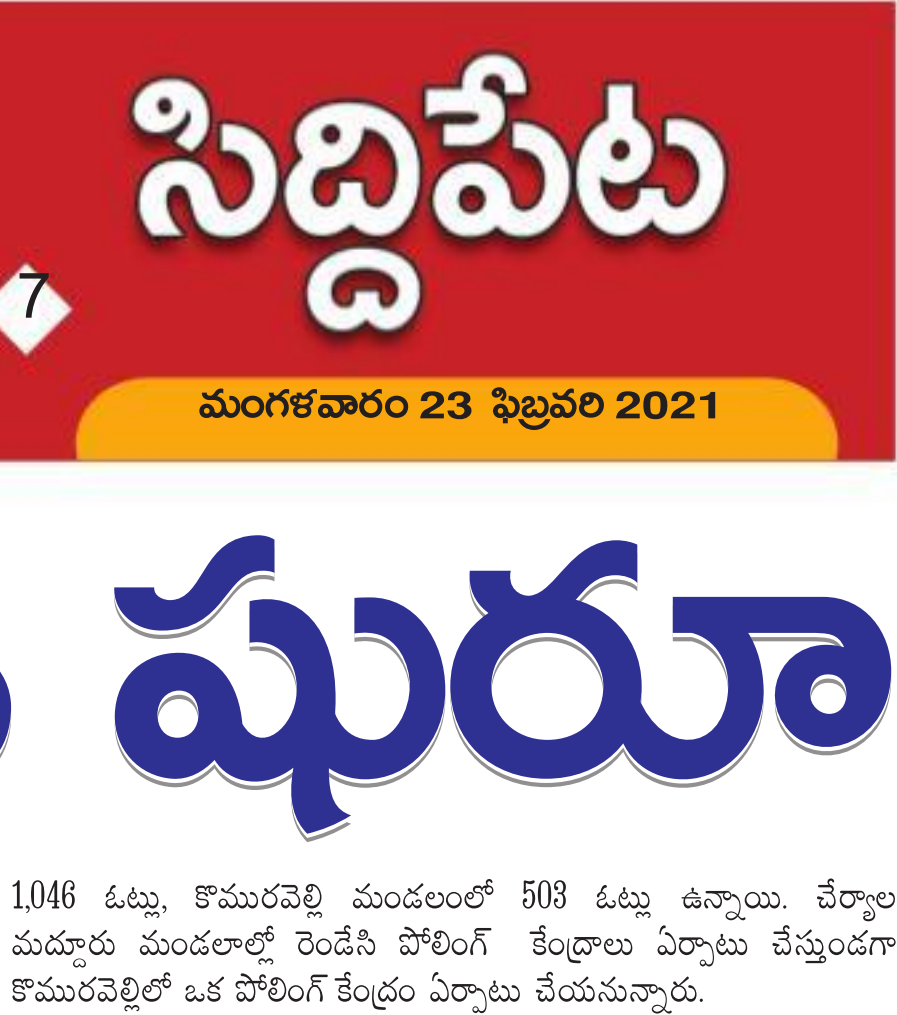 సిద్దిపేట
7
మంగళవారం 23 ఫిబ్రవరి 2021
షురూ
1,046 ఓట్లు, కొమురవెల్లి మండలంలో 503 ఓట్లు ఉన్నాయి. చేర్యాల
మద్దూరు మండలాల్లో రెండేసి పోలింగ్ కేంద్రాలు ఏర్పాటు చేస్తుండగా
కొమురవెల్లిలో ఒక పోలింగ్ కేంద్రం ఏర్పాటు చేయనున్నారు.